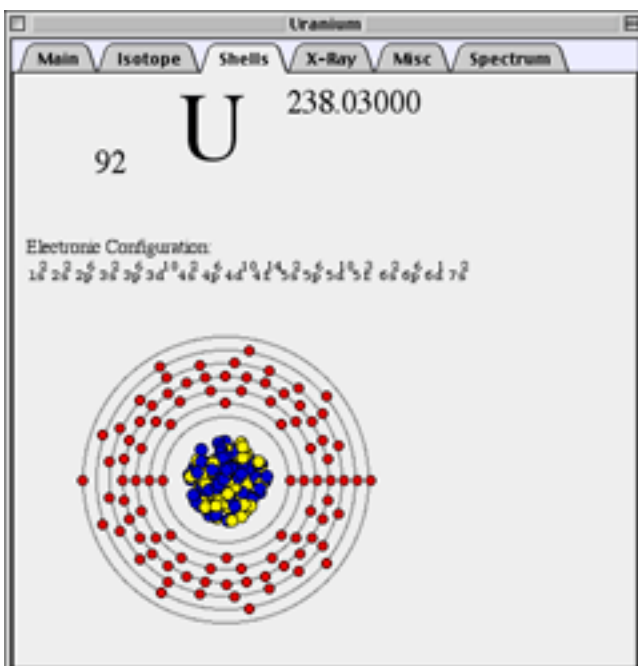 Uranium
Main Isotope Shells X-Ray Misc Spectrum
238.03000
U
92
Electronic Configuration:
1s2 2s2 2p6 3s2 3p6 3d10 4s2 4p6 4d10 4f14 5s2 5p6 5d10 5f3 6s2 6p6 6d1 7s2